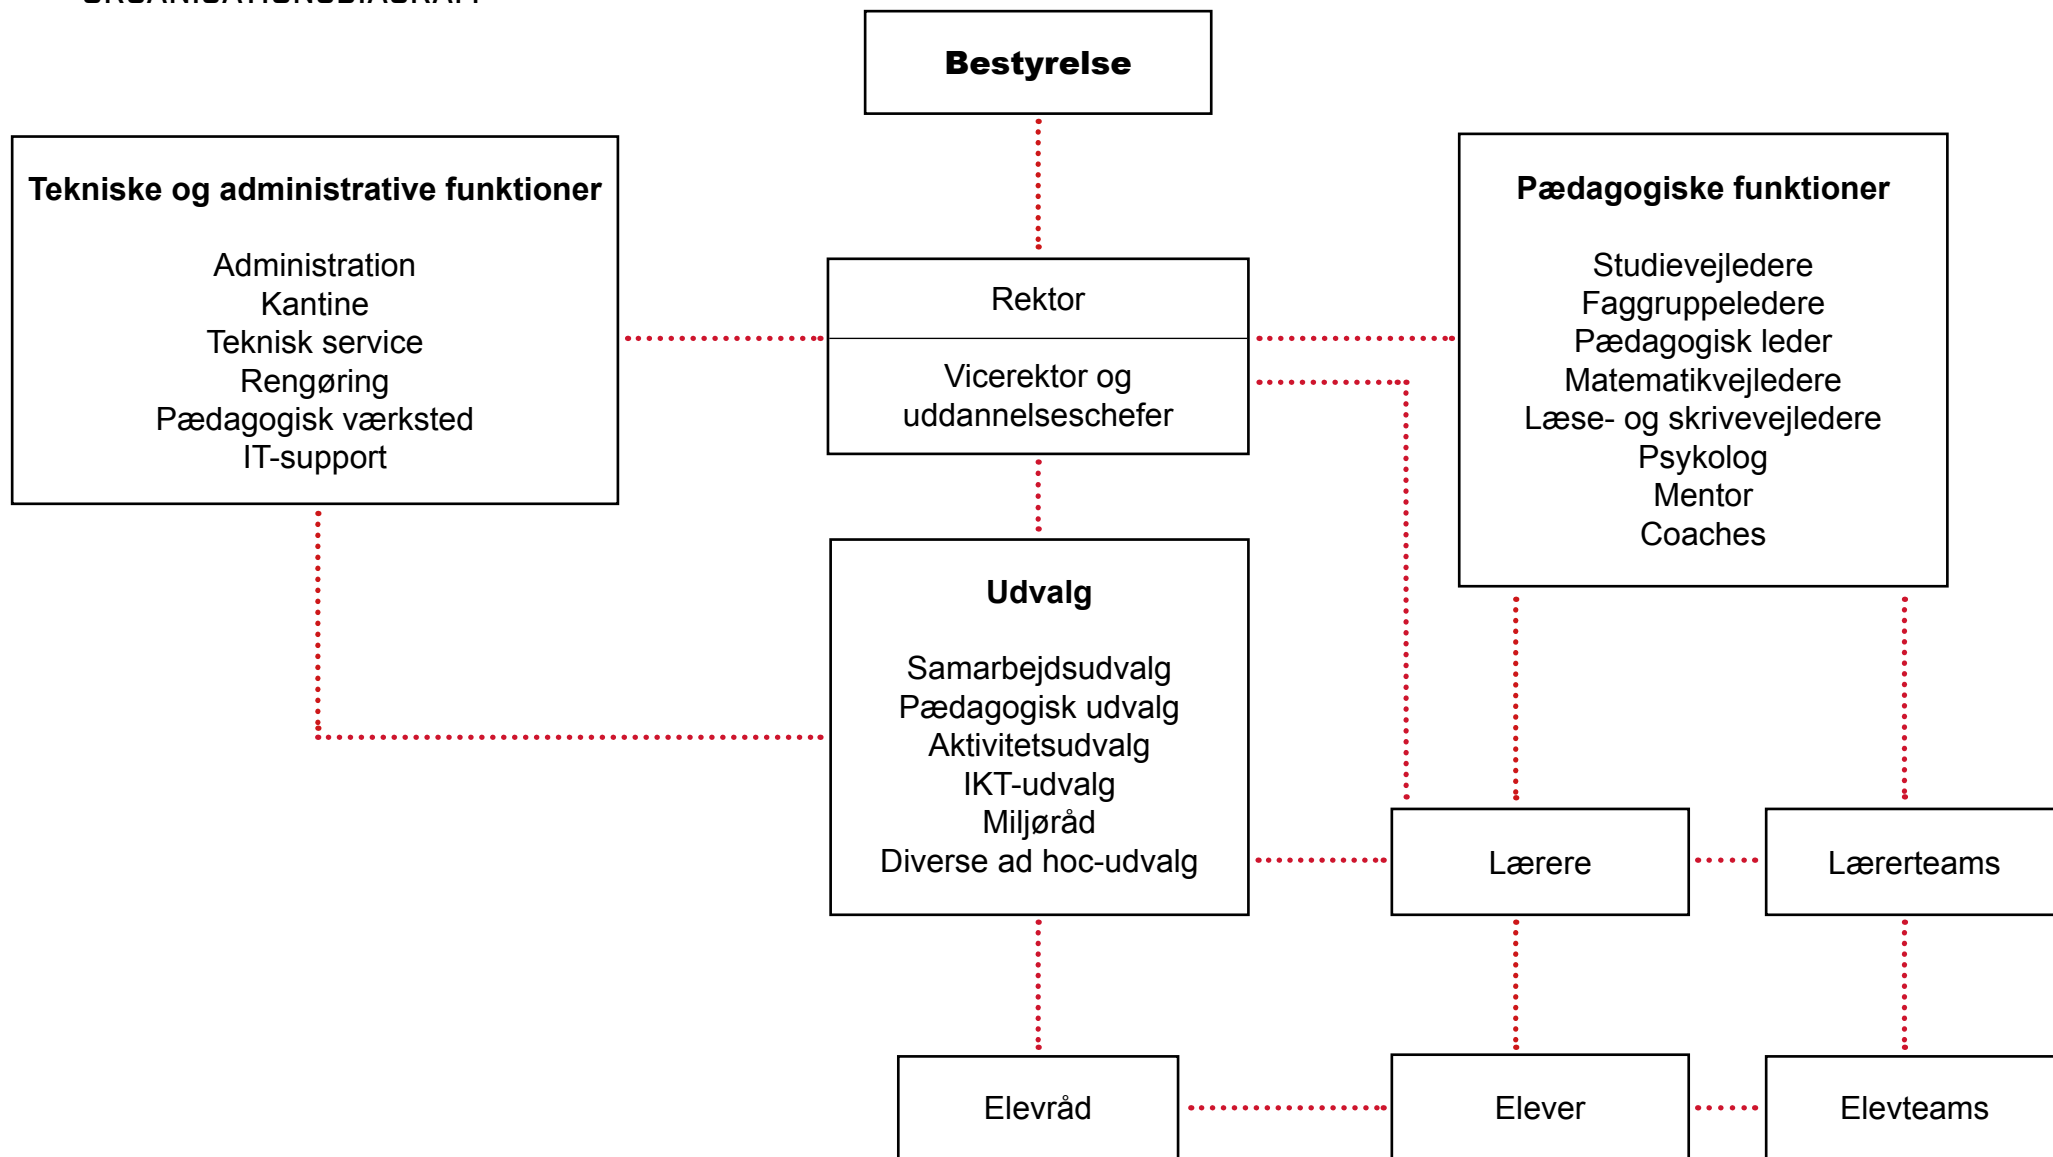 ORGANISATIONSDIAGRAM
Bestyrelse
Tekniske og administrative funktioner
Administration
Kantine
Teknisk service
Rengøring
Pædagogisk værksted
IT-support
Rektor
Vicerektor og
uddannelseschefer
Pædagogiske funktioner
Studievejledere
Faggruppeledere
Pædagogisk leder
Matematikvejledere
Læse- og skrivevejledere
Psykolog
Mentor
Coaches
Udvalg
Samarbejdsudvalg
Pædagogisk udvalg
Aktivitetsudvalg
IKT-udvalg
Miljøråd
Diverse ad hoc-udvalg
Lærere
Lærerteams
Elevråd
Elever
Elevteams